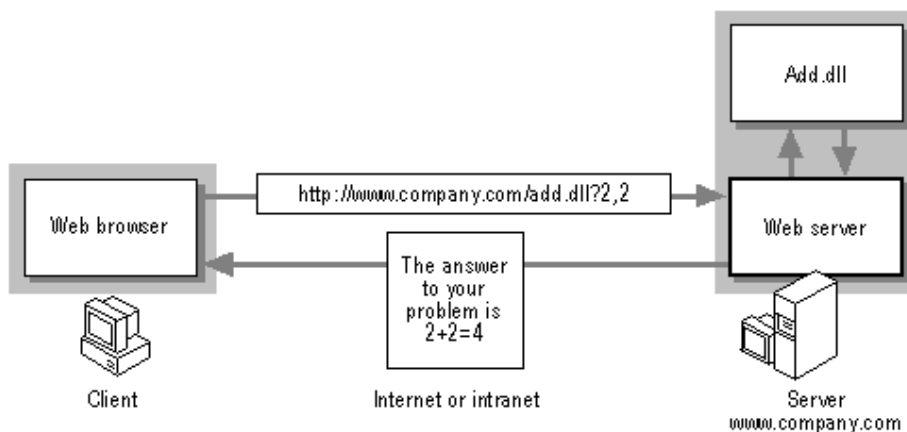 Add.dll
http://www.company.com/add.dll?2,2
Web browser
Web server
The answer
to your
problem is
2+2=4
Client
Internet or intranet
Server
www.company.com